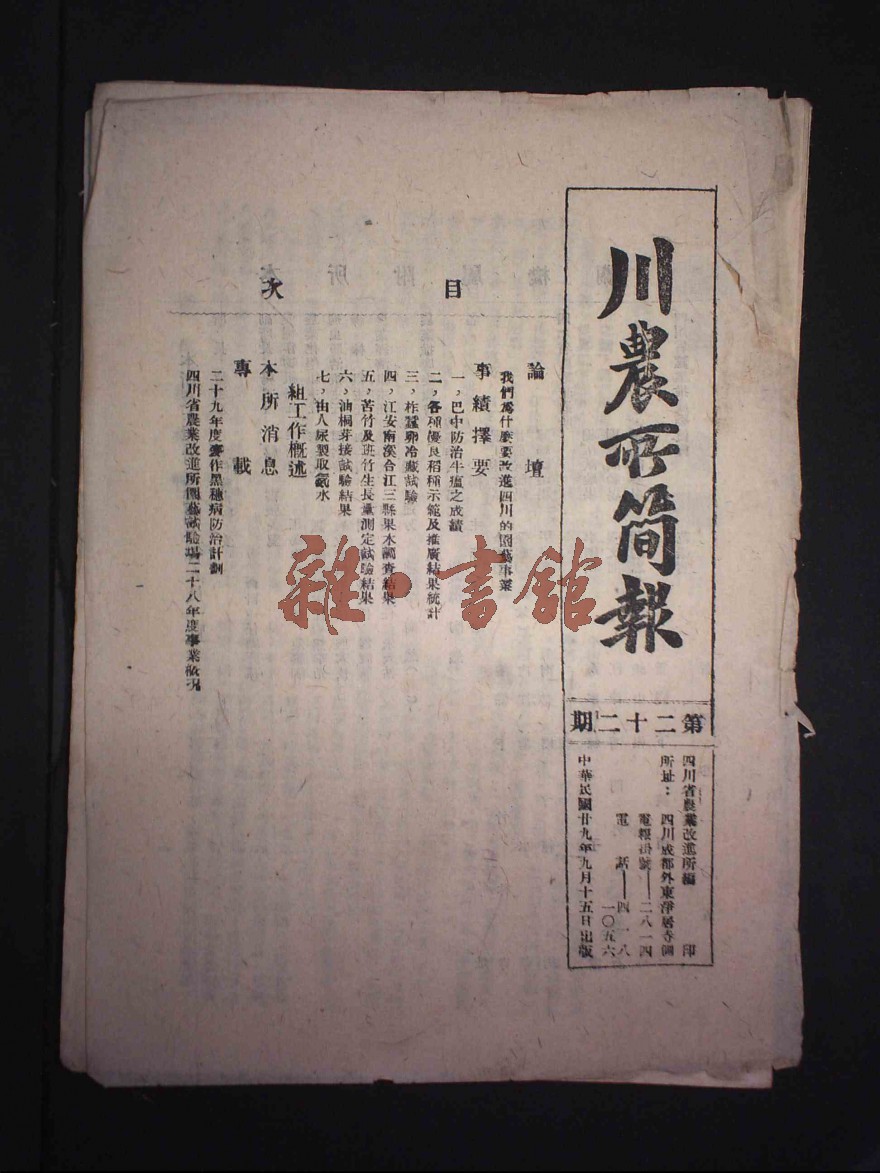 川農所簡報
第二十二期
四川省農業改進所編印
所址：四川成都外東淨居寺側
電報掛號——二八一四
電話——四一八
一〇五六
中華民國廿九年九月十五日出版
目次
論壇
我們爲什麽要改進四川的園藝事業
事績擇要
一，巴中防治牛瘟之成績
二，各種優良稻種示範及推廣結果統計
三，柞蠶卵冷藏試驗
四，江安南溪合江三縣果木調查結果
五，苦竹及班竹生長量測定試驗結果
六，油桐芽接試驗結果
七，由人尿製取氨水
組工作概述
本所消息
專載
二十九年度麥作黑穗病防治計劃
四川省農業改進所園藝試驗場二十八年度事業概況
雜·書館